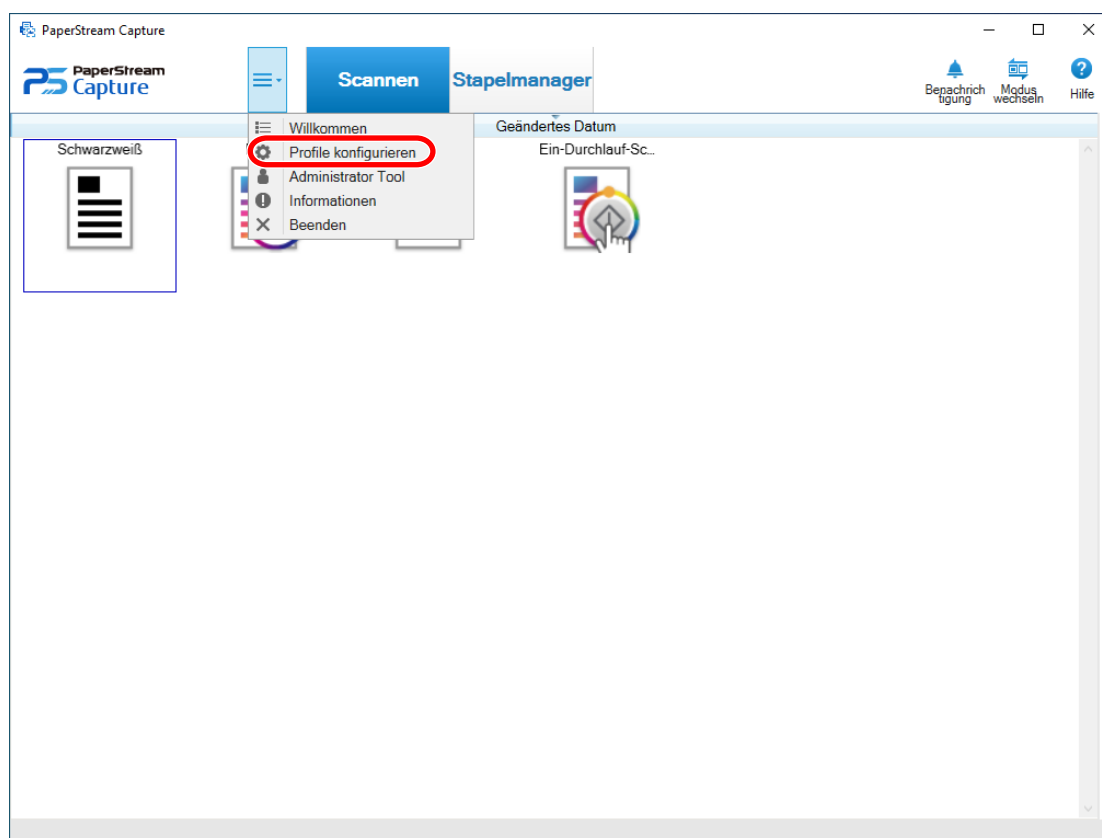 PaperStream Capture
PaperStream
Capture
Scannen
Stapelmanager
Benachrich
tigung
Modus
wechseln
Hilfe
Geändertes Datum
Willkommen
Profile konfigurieren
Administrator Tool
Informationen
Beenden
Schwarzweiß
Ein-Durchlauf-Sc...